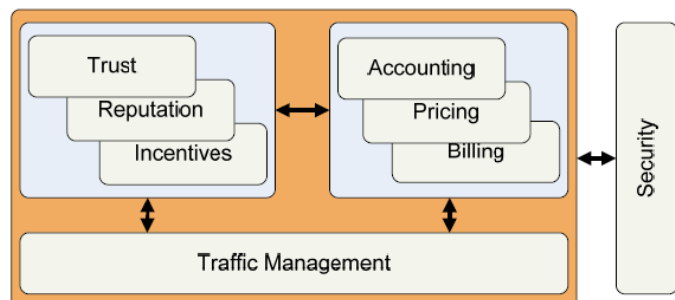 Trust
Reputation
Incentives
Accounting
Pricing
Billing
Traffic Management
Security